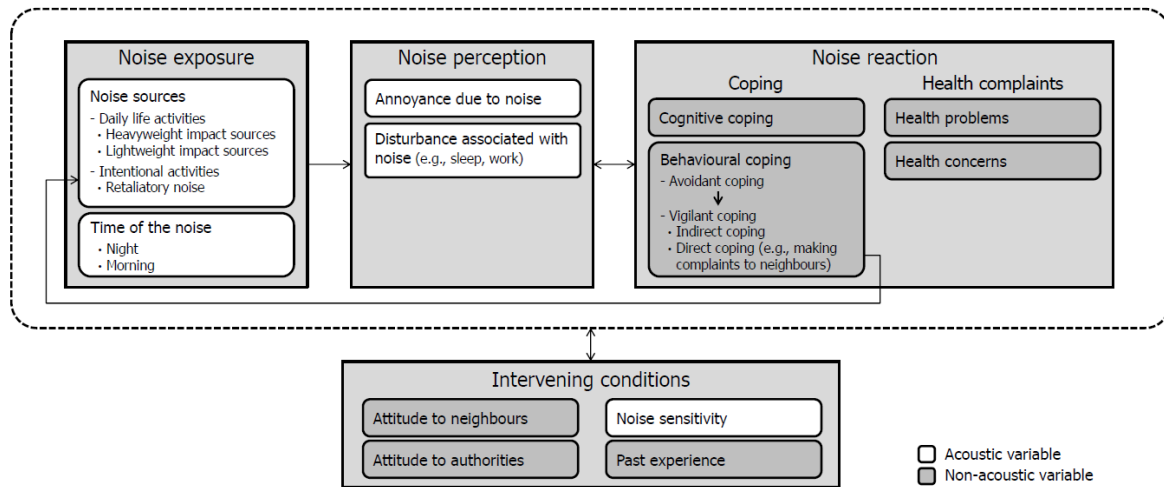 Noise exposure
Noise sources
- Daily life activities
• Heavyweight impact sources
• Lightweight impact sources
- Intentional activities
• Retaliatory noise
Time of the noise
• Night
• Morning
Noise perception
Annoyance due to noise
Disturbance associated with
noise (e.g., sleep, work)
Noise reaction
Coping
Cognitive coping
Behavioural coping
- Avoidant coping
- Vigilant coping
• Indirect coping
• Direct coping (e.g., making
complaints to neighbours)
Health complaints
Health problems
Health concerns
Intervening conditions
Attitude to neighbours
Noise sensitivity
Attitude to authorities
Past experience
Acoustic variable
Non-acoustic variable